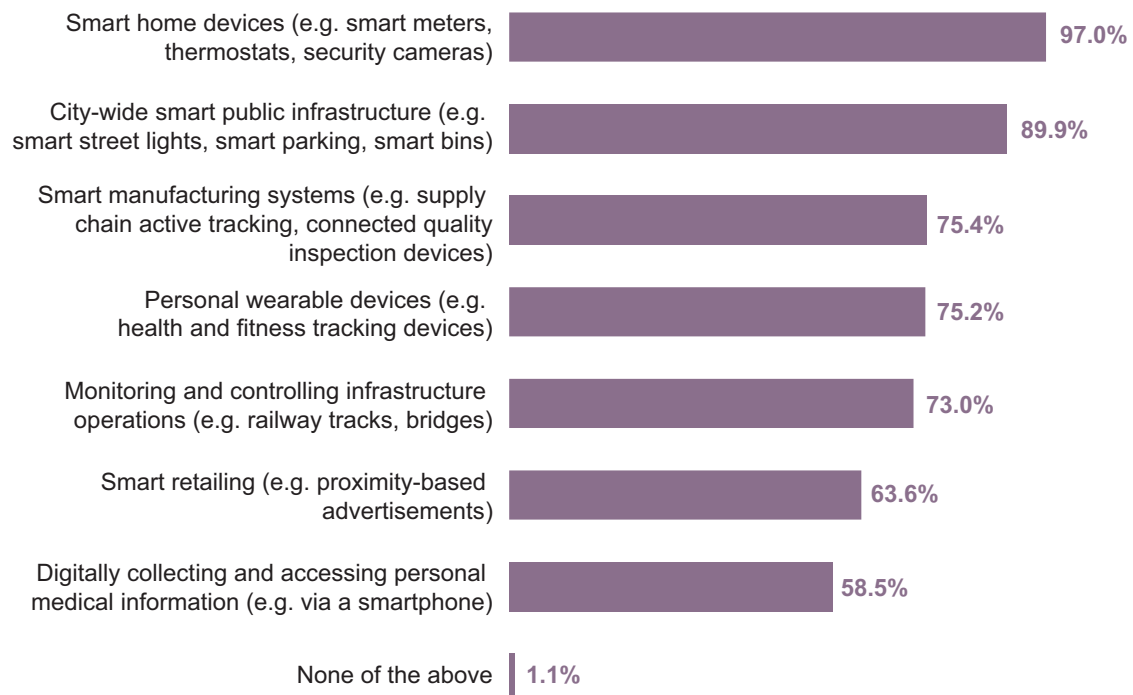 Smart home devices (e.g. smart meters,
thermostats, security cameras)
97.0%
City-wide smart public infrastructure (e.g.
smart street lights, smart parking, smart bins)
89.9%
Smart manufacturing systems (e.g. supply
chain active tracking, connected quality
inspection devices)
75.4%
Personal wearable devices (e.g.
health and fitness tracking devices)
75.2%
Monitoring and controlling infrastructure
operations (e.g. railway tracks, bridges)
73.0%
Smart retailing (e.g. proximity-based
advertisements)
63.6%
Digitally collecting and accessing personal
medical information (e.g. via a smartphone)
58.5%
None of the above
1.1%